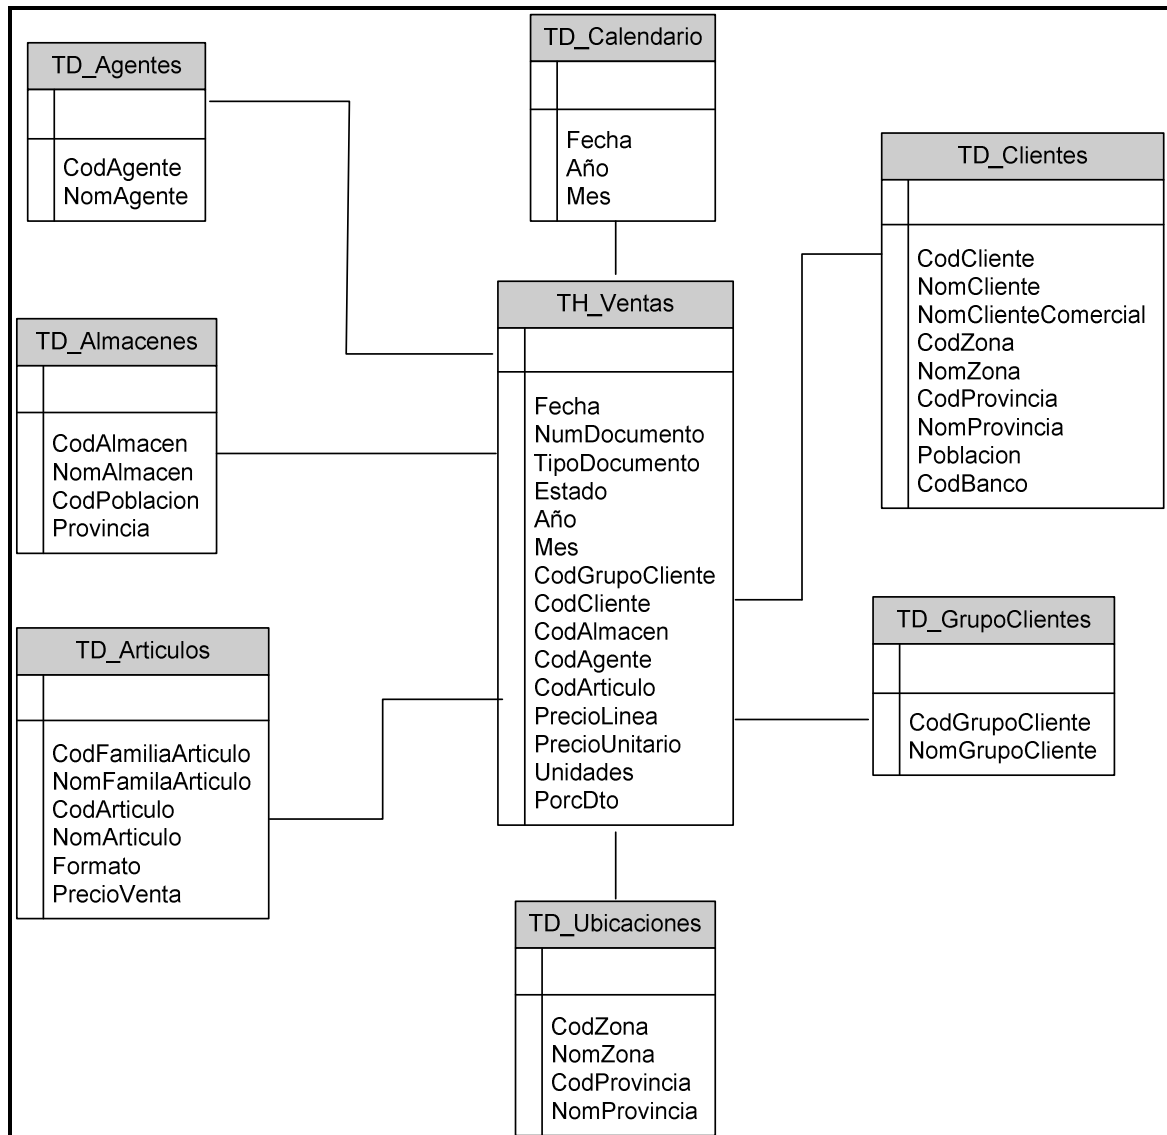 TD_Agentes
CodAgente
NomAgente
TD_Calendario
Fecha
Año
Mes
TD_Clientes
CodCliente
NomCliente
NomClienteComercial
CodZona
NomZona
CodProvincia
NomProvincia
Poblacion
CodBanco
TD_Almacenes
CodAlmacen
NomAlmacen
CodPoblacion
Provincia
TH_Ventas
Fecha
NumDocumento
TipoDocumento
Estado
Año
Mes
CodGrupoCliente
CodCliente
CodAlmacen
CodAgente
CodArticulo
PrecioLinea
PrecioUnitario
Unidades
PorcDto
TD_GrupoClientes
CodGrupoCliente
NomGrupoCliente
TD_Articulos
CodFamiliaArticulo
NomFamilaArticulo
CodArticulo
NomArticulo
Formato
PrecioVenta
TD_Ubicaciones
CodZona
NomZona
CodProvincia
NomProvincia